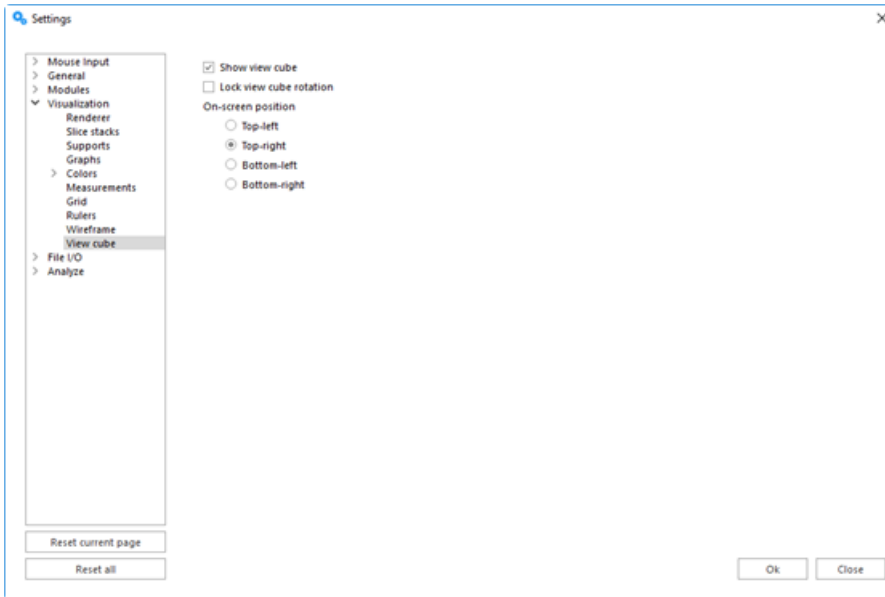 Settings
Mouse Input
General
Modules
Visualization
Renderer
Slice stacks
Supports
Graphs
Colors
Measurements
Grid
Rulers
Wireframe
View cube
File I/O
Analyze
Show view cube
Lock view cube rotation
On-screen position
Top-left
Top-right
Bottom-left
Bottom-right
Reset current page
Reset all
Ok
Close